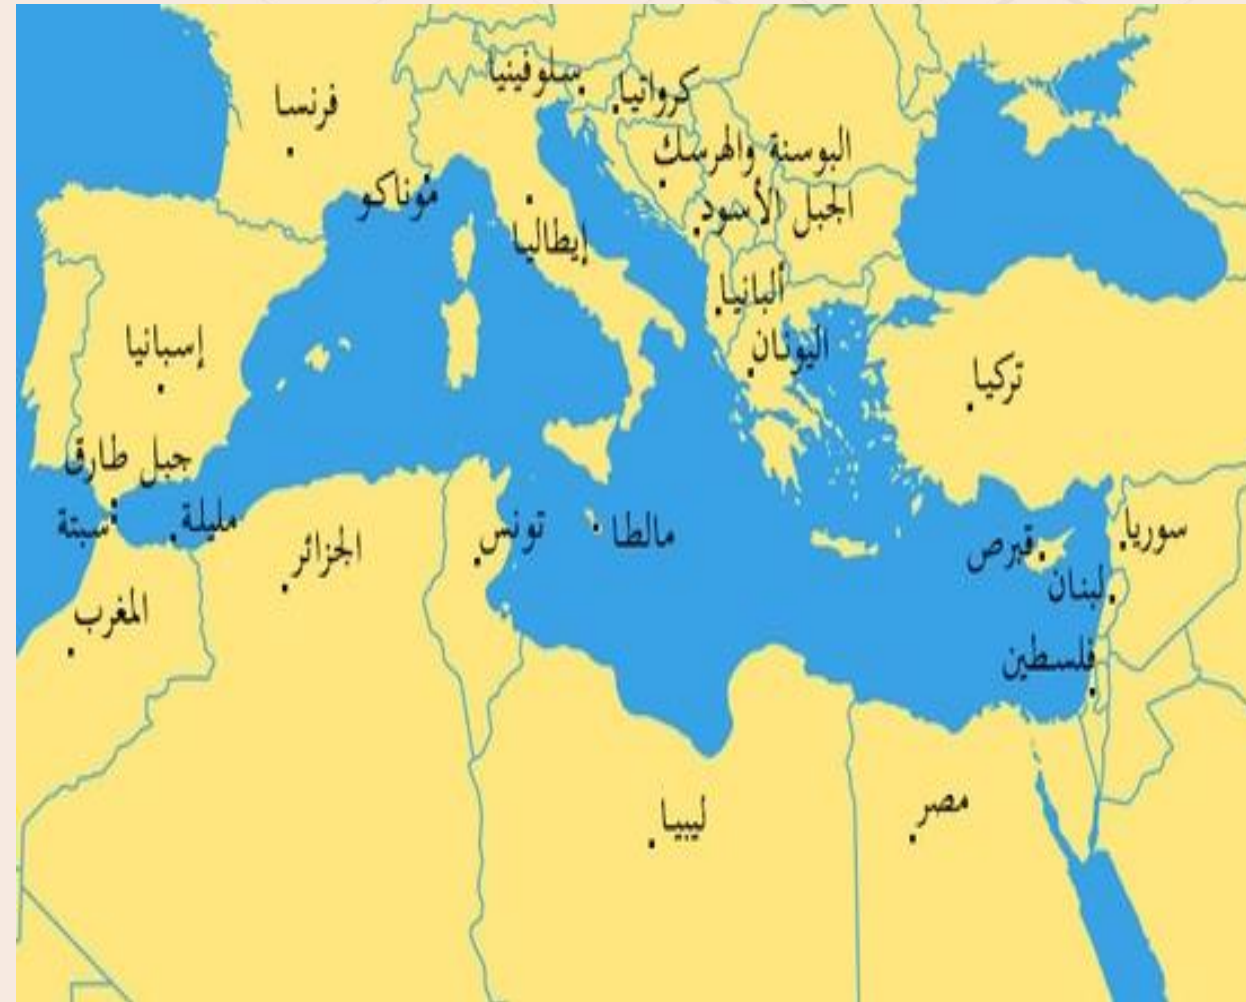 سلوفينيا
كرواتيا
فرنسا
البوسنة والهرسك
موناكو
الجبل الأسود
إيطاليا
ألبانيا
إسبانيا
اليونان
تركيا
جبل طارق
سبتة
مليلة
الجزائر
تونس
مالطا
قبرص
سوريا
لبنان
المغرب
فلسطين
ليبيا
مصر